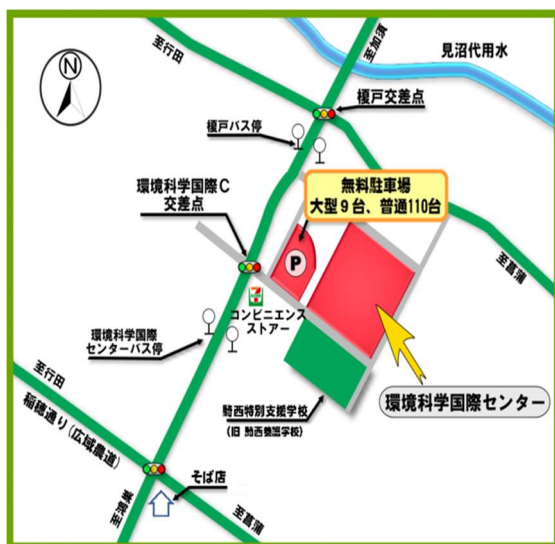 N
至行田
至加須
見沼代用水
榎戸交差点
榎戸バス停
無料駐車場
大型9台、普通110台
環境科学国際C
交差点
P
至菖蒲
コンビニエンス
ストアー
環境科学国際
センターバス停
至行田
稲穂通り(広域農道)
騎西特別支援学校
(旧 騎西養護学校)
環境科学国際センター
そば店
至鴻巣
至菖蒲